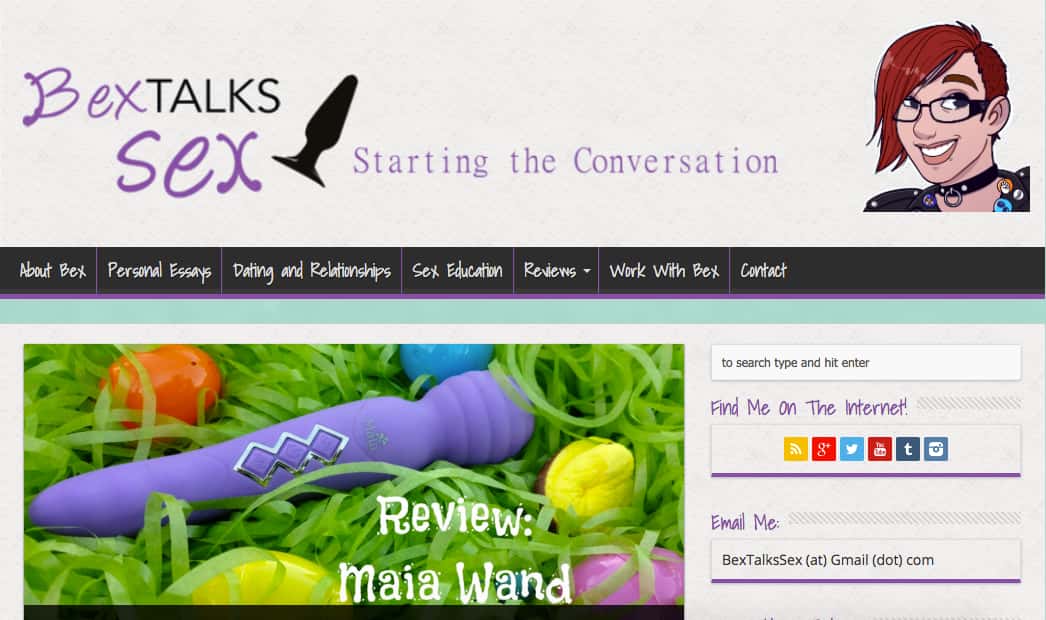 BexTALKS
sex
Starting the Conversation
About Bex
Personal Essays
Dating and Relationships
Sex Education
Reviews
Work With Bex
Contact
Review:
Maia Wand
Maia
to search type and hit enter
Find Me On The Internet!
g+
You
t
Email Me:
BexTalksSex (at) Gmail (dot) com